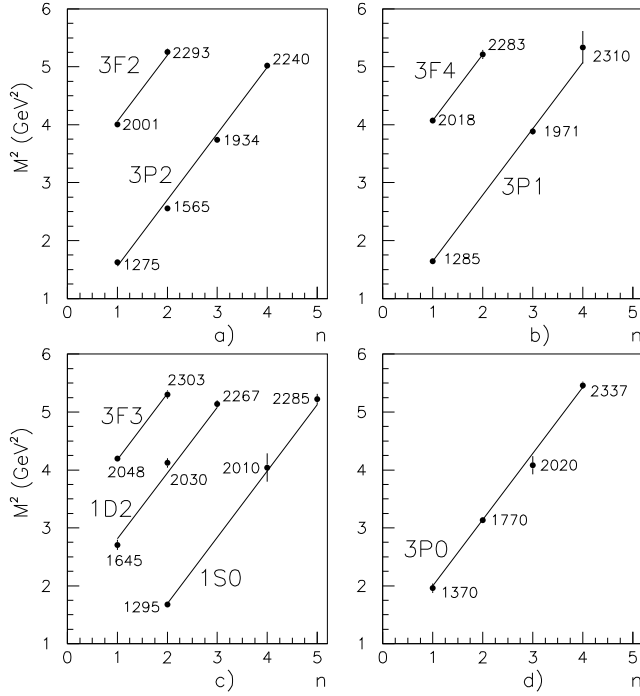 M² (GeV²)
6
5
4
3
2
1
0 1 2 3 4 5
a) n
3F2
2293
2001
3P2
2240
1934
1565
1275
6
5
4
3
2
1
0 1 2 3 4 5
b) n
3F4
2283
2018
3P1
2310
1971
1285
M² (GeV²)
6
5
4
3
2
1
0 1 2 3 4 5
c) n
3F3
2303
2048
1D2
2267
2030
1645
1S0
2285
2010
1295
6
5
4
3
2
1
0 1 2 3 4 5
d) n
3P0
2337
2020
1770
1370